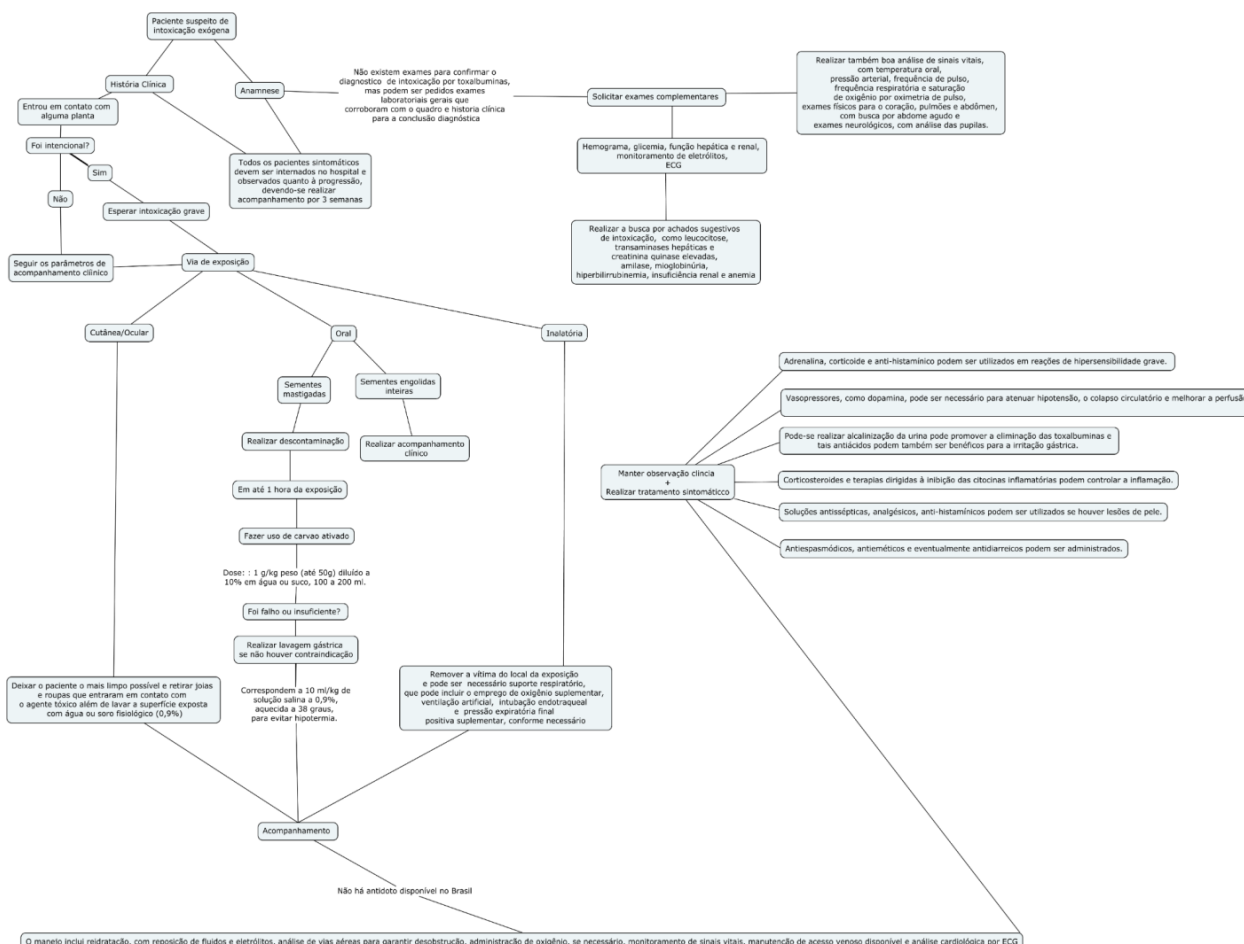 Paciente suspeito de
intoxicação exógena
História Clínica
Anamnese
Não existem exames para confirmar o
diagnostico de intoxicação por toxalbuminas,
mas podem ser pedidos exames
laboratoriais gerais que
corroboram com o quadro e historia clínica
para a conclusão diagnóstica
Solicitar exames complementares
Realizar também boa análise de sinais vitais,
com temperatura oral,
pressão arterial, frequência de pulso,
frequência respiratória e saturação
de oxigênio por oximetria de pulso,
exames físicos para o coração, pulmões e abdômen,
com busca por abdome agudo e
exames neurológicos, com análise das pupilas.
Entrou em contato com
alguma planta
Foi intencional?
Sim
Não
Esperar intoxicação grave
Todos os pacientes sintomáticos
devem ser internados no hospital e
observados quanto à progressão,
devendo-se realizar
acompanhamento por 3 semanas
Hemograma, glicemia, função hepática e renal,
monitoramento de eletrólitos,
ECG
Realizar a busca por achados sugestivos
de intoxicação, como leucocitose,
transaminases hepáticas e
creatinina quinase elevadas,
amilase, mioglobinúria,
hiperbilirrubinemia, insuficiência renal e anemia
Seguir os parâmetros de
acompanhamento cliínico
Via de exposição
Cutânea/Ocular
Oral
Inalatória
Sementes
mastigadas
Sementes engolidas
inteiras
Realizar descontaminação
Realizar acompanhamento
clínico
Em até 1 hora da exposição
Fazer uso de carvao ativado
Dose: : 1 g/kg peso (até 50g) diluído a
10% em água ou suco, 100 a 200 ml.
Foi falho ou insuficiente?
Realizar lavagem gástrica
se não houver contraindicação
Correspondem a 10 ml/kg de
solução salina a 0,9%,
aquecida a 38 graus,
para evitar hipotermia.
Deixar o paciente o mais limpo possível e retirar joias
e roupas que entraram em contato com
o agente tóxico além de lavar a superfície exposta
com água ou soro fisiológico (0,9%)
Remover a vítima do local da exposição
e pode ser necessário suporte respiratório,
que pode incluir o emprego de oxigênio suplementar,
ventilação artificial, intubação endotraqueal
e pressão expiratória final
positiva suplementar, conforme necessário
Adrenalina, corticoide e anti-histamínico podem ser utilizados em reações de hipersensibilidade grave.
Vasopressores, como dopamina, pode ser necessário para atenuar hipotensão, o colapso circulatório e melhorar a perfusão
Pode-se realizar alcalinização da urina pode promover a eliminação das toxalbuminas e
tais antiácidos podem também ser benéficos para a irritação gástrica.
Manter observação clincia
+
Realizar tratamento sintomáticco
Corticosteroides e terapias dirigidas à inibição das citocinas inflamatórias podem controlar a inflamação.
Soluções antissépticas, analgésicos, anti-histamínicos podem ser utilizados se houver lesões de pele.
Antiespasmódicos, antieméticos e eventualmente antidiarreicos podem ser administrados.
Acompanhamento
Não há antidoto disponível no Brasil
O manejo inclui reidratação, com reposição de fluidos e eletrólitos, análise de vias aéreas para garantir desobstrução, administração de oxigênio, se necessário, monitoramento de sinais vitais, manutenção de acesso venoso disponível e análise cardiológica por ECG